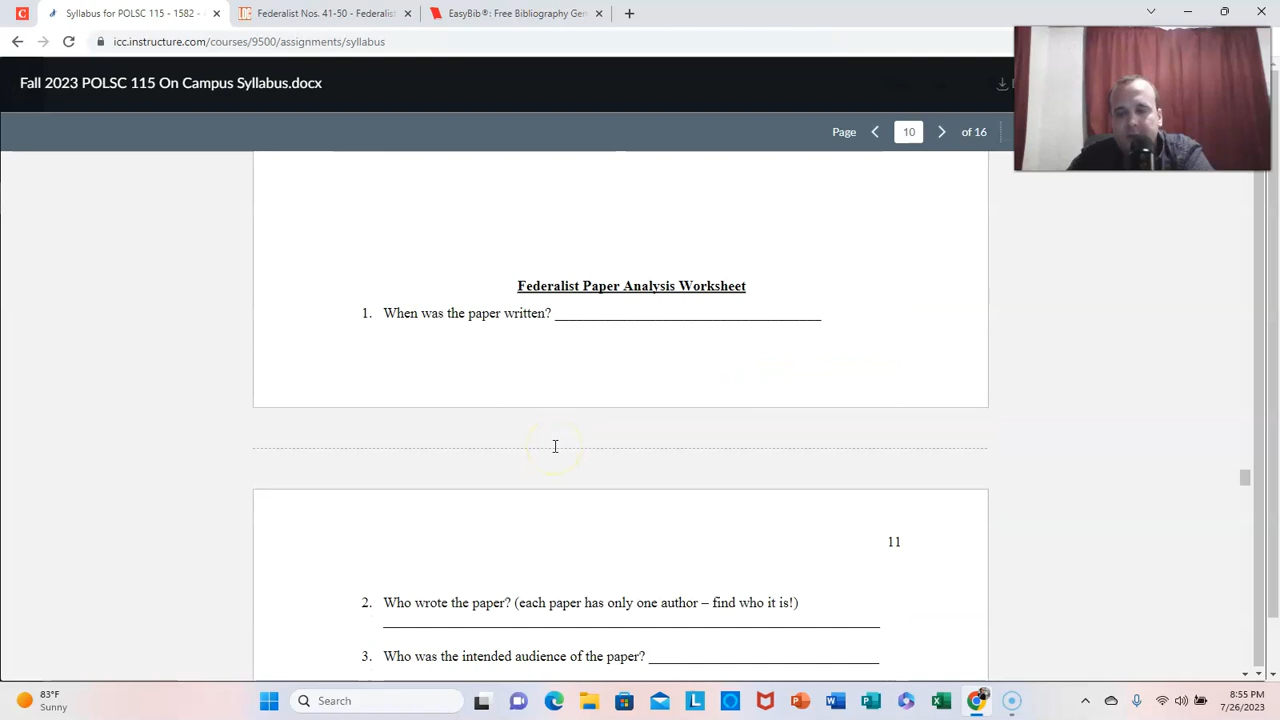 Syllabus for POLSC 115 - 1582 -
Federalist Nos. 41-50 - Federalist
EasyBib®: Free Bibliography Gen
icc.instructure.com/courses/9500/assignments/syllabus
Fall 2023 POLSC 115 On Campus Syllabus.docx
Page 10 of 16
Federalist Paper Analysis Worksheet
1. When was the paper written? ______________________________________
11
2. Who wrote the paper? (each paper has only one author – find who it is!)
_______________________________________________________________________
3. Who was the intended audience of the paper? _________________________________
83°F
Sunny
Search
8:55 PM
7/26/2023